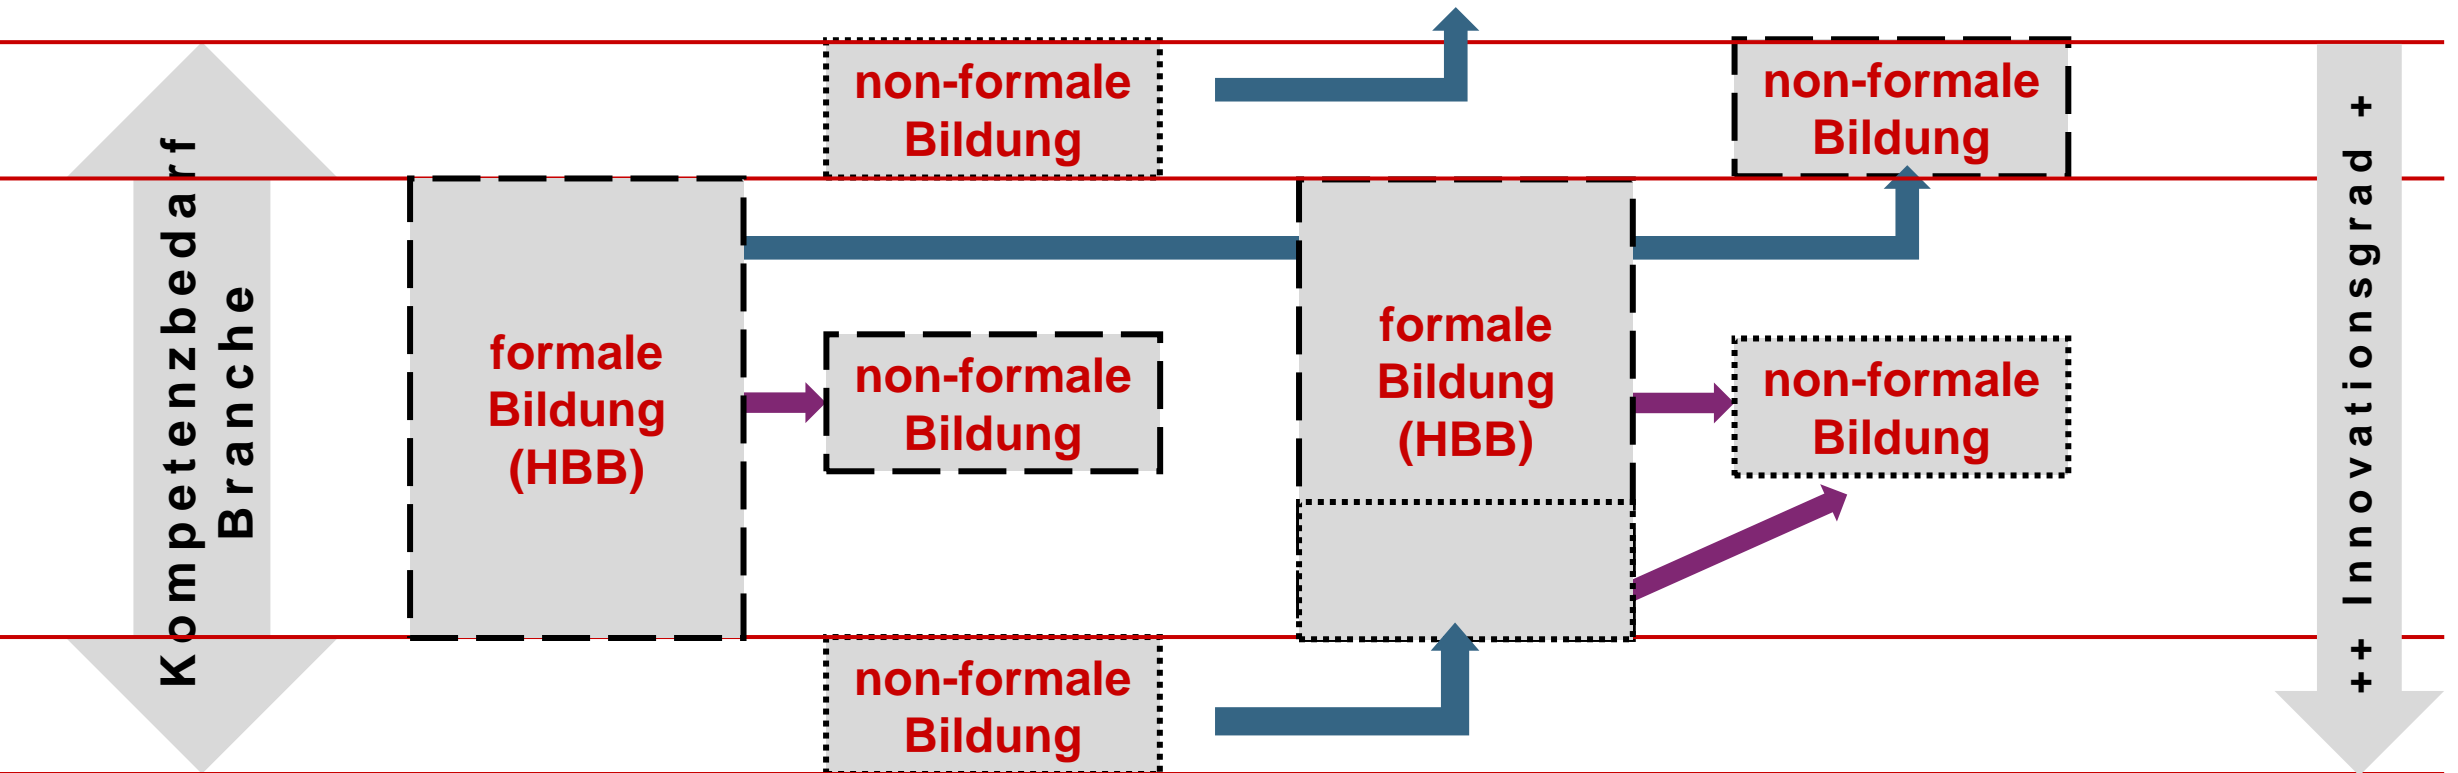 Kompetenzbedarf
Branche
formale
Bildung
(HBB)
non-formale
Bildung
non-formale
Bildung
non-formale
Bildung
formale
Bildung
(HBB)
non-formale
Bildung
non-formale
Bildung
++ Innovationsgrad +